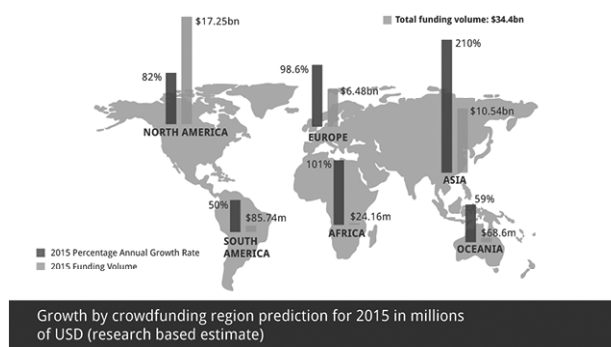 $17.25bn
Total funding volume: $34.4bn
210%
98.6%
82%
$6.48bn
$10.54bn
NORTH AMERICA
EUROPE
101%
ASIA
50%
59%
$85.74m
$24.16m
SOUTH
AMERICA
AFRICA
$68.6m
OCEANIA
2015 Percentage Annual Growth Rate
2015 Funding Volume
Growth by crowdfunding region prediction for 2015 in millions
of USD (research based estimate)